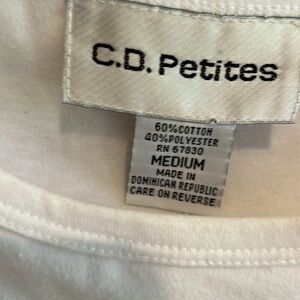 C.D. Petites
60% COTTON
40% POLYESTER
RN 67830
MEDIUM
MADE IN
DOMINICAN REPUBLIC
CARE ON REVERSE